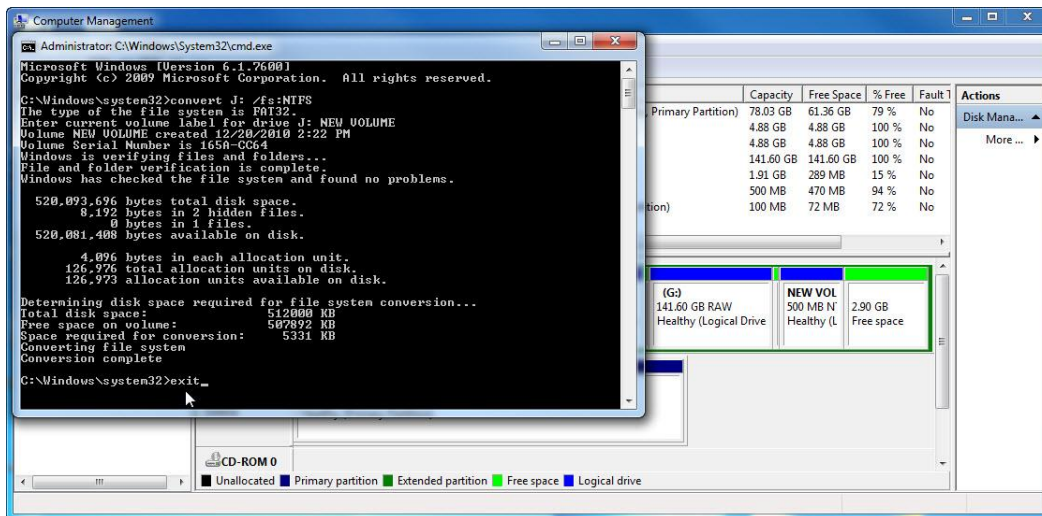 Computer Management
Administrator: C:\Windows\System32\cmd.exe
Microsoft Windows [Version 6.1.7600]
Copyright (c) 2009 Microsoft Corporation.  All rights reserved.
C:\Windows\system32>convert J: /fs:NTFS
The type of the file system is FAT32.
Enter current volume label for drive J: NEW VOLUME
Volume NEW VOLUME created 12/20/2010 2:22 PM
Volume Serial Number is 165A-CC64
Windows is verifying files and folders...
File and folder verification is complete.
Windows has checked the file system and found no problems.
520,093,696 bytes total disk space.
8,192 bytes in 2 hidden files.
0 bytes in 1 files.
520,081,408 bytes available on disk.
4,096 bytes in each allocation unit.
126,976 total allocation units on disk.
126,973 allocation units available on disk.
Determining disk space required for file system conversion...
Total disk space:                512000 KB
Free space on volume:            507892 KB
Space required for conversion:     5331 KB
Converting file system
Conversion complete
C:\Windows\system32>exit_
Capacity Free Space % Free Fault T
, Primary Partition) 78.03 GB 61.36 GB 79 % No
4.88 GB 4.88 GB 100 % No
4.88 GB 4.88 GB 100 % No
141.60 GB 141.60 GB 100 % No
1.91 GB 289 MB 15 % No
500 MB 470 MB 94 % No
tion) 100 MB 72 MB 72 % No
Actions
Disk Mana...
More ...
(G:)
141.60 GB RAW
Healthy (Logical Drive
NEW VOL
500 MB N
Healthy (L
2.90 GB
Free space
CD-ROM 0
Unallocated Primary partition Extended partition Free space Logical drive